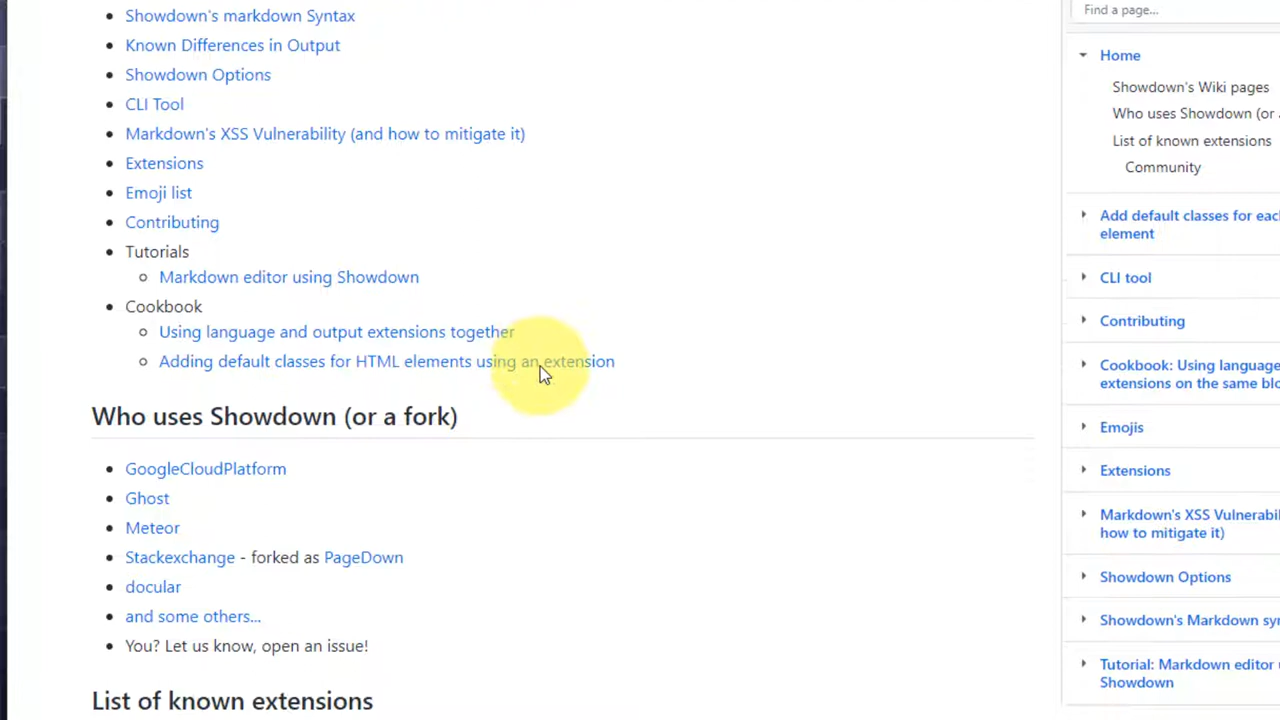 Showdown's markdown Syntax
Known Differences in Output
Showdown Options
CLI Tool
Markdown's XSS Vulnerability (and how to mitigate it)
Extensions
Emoji list
Contributing
Tutorials
Markdown editor using Showdown
Cookbook
Using language and output extensions together
Adding default classes for HTML elements using an extension
Who uses Showdown (or a fork)
GoogleCloudPlatform
Ghost
Meteor
Stackexchange - forked as PageDown
docular
and some others...
You? Let us know, open an issue!
List of known extensions
Find a page...
Home
Showdown's Wiki pages
Who uses Showdown (or
List of known extensions
Community
Add default classes for each
element
CLI tool
Contributing
Cookbook: Using language
extensions on the same blo
Emojis
Extensions
Markdown's XSS Vulnerabil
how to mitigate it)
Showdown Options
Showdown's Markdown syn
Tutorial: Markdown editor u
Showdown